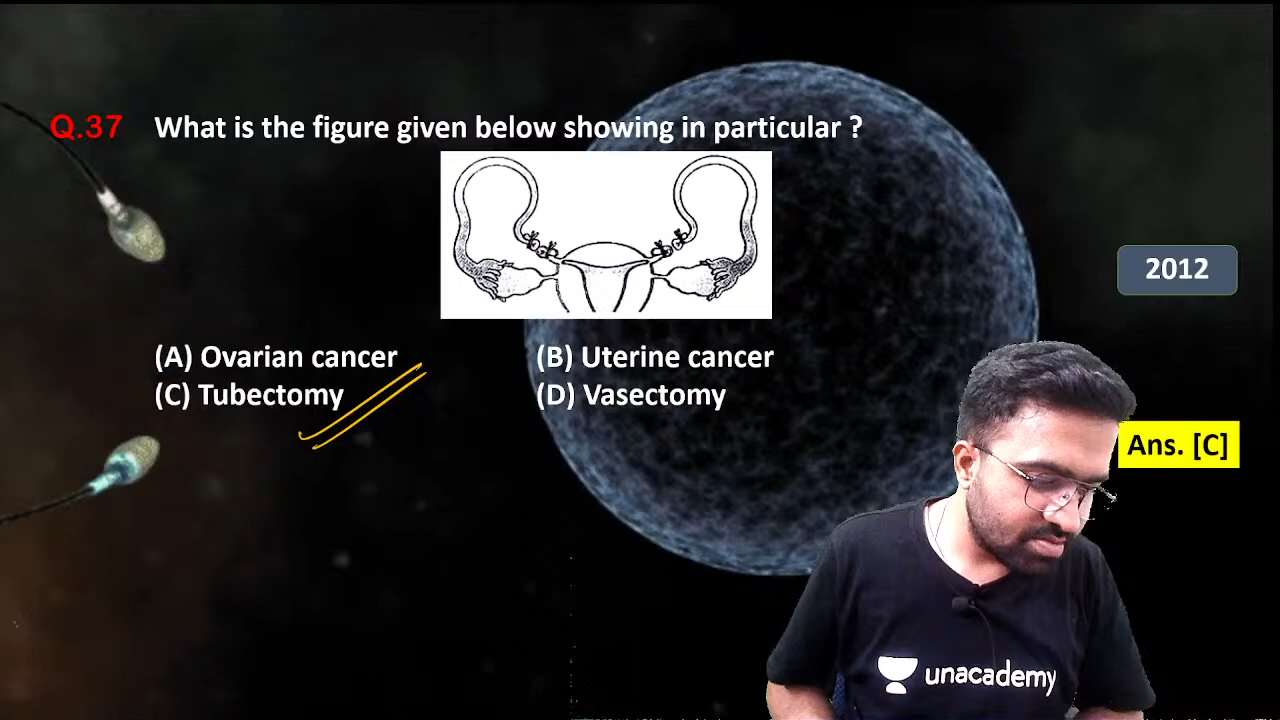 Q.37 What is the figure given below showing in particular ?
2012
(A) Ovarian cancer (B) Uterine cancer
(C) Tubectomy (D) Vasectomy
Ans. [C]
unacademy